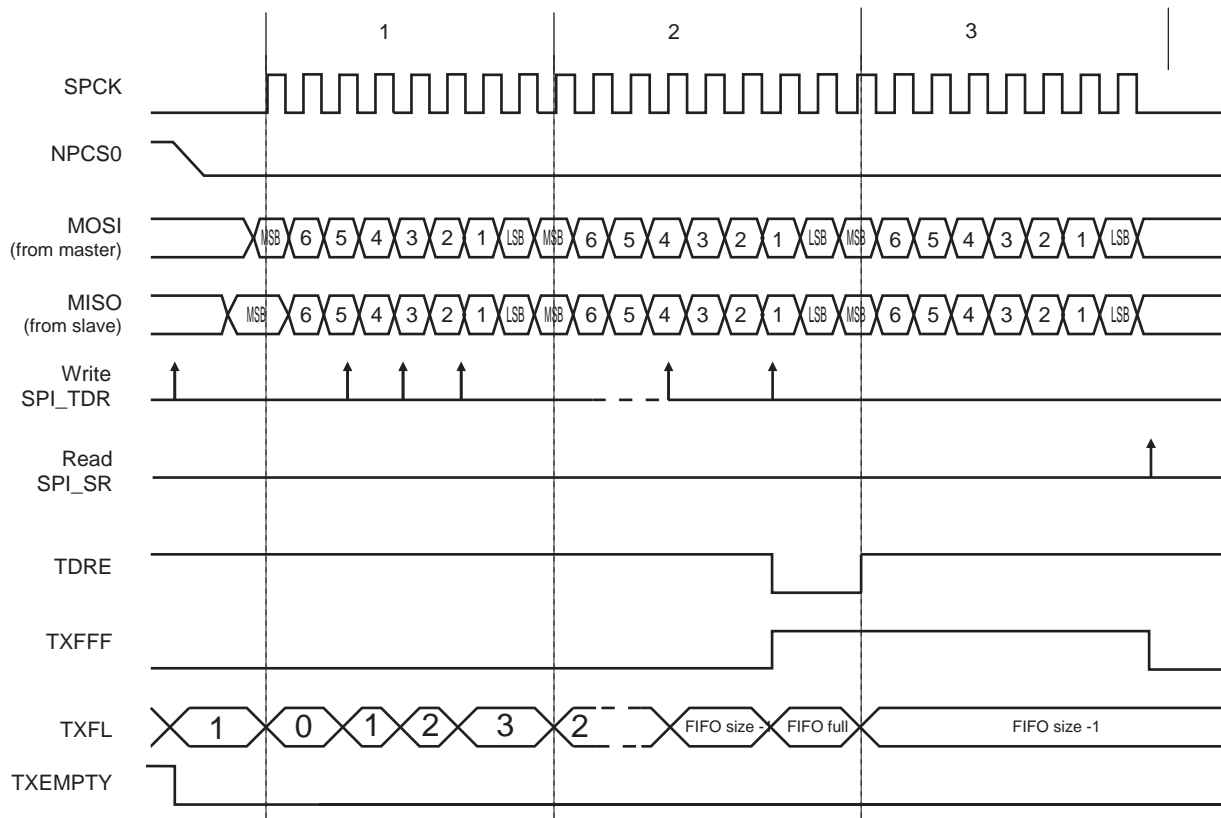 1 2 3
SPCK
NPCS0
MOSI
(from master)
MSB 6 5 4 3 2 1 LSB MSB 6 5 4 3 2 1 LSB MSB 6 5 4 3 2 1 LSB
MISO
(from slave)
MSB 6 5 4 3 2 1 LSB MSB 6 5 4 3 2 1 LSB MSB 6 5 4 3 2 1 LSB
Write
SPI_TDR
Read
SPI_SR
TDRE
TXFFF
TXFL 1 0 1 2 3 2 FIFO size -1 FIFO full FIFO size -1
TXEMPTY